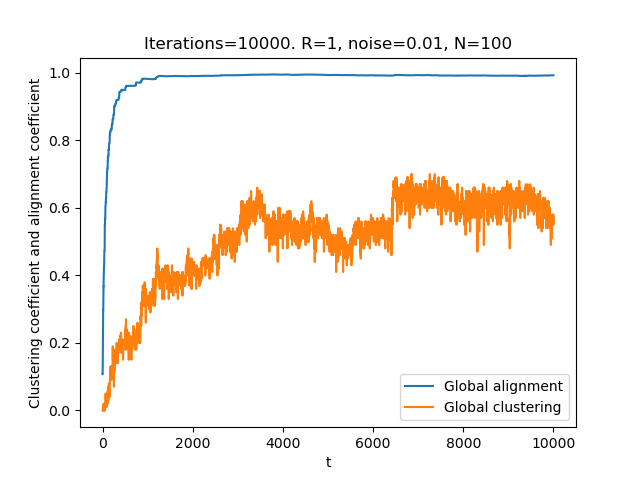 Iterations=10000. R=1, noise=0.01, N=100
Clustering coefficient and alignment coefficient
1.0
0.8
0.6
0.4
0.2
0.0
Global alignment
Global clustering
0 2000 4000 6000 8000 10000
t